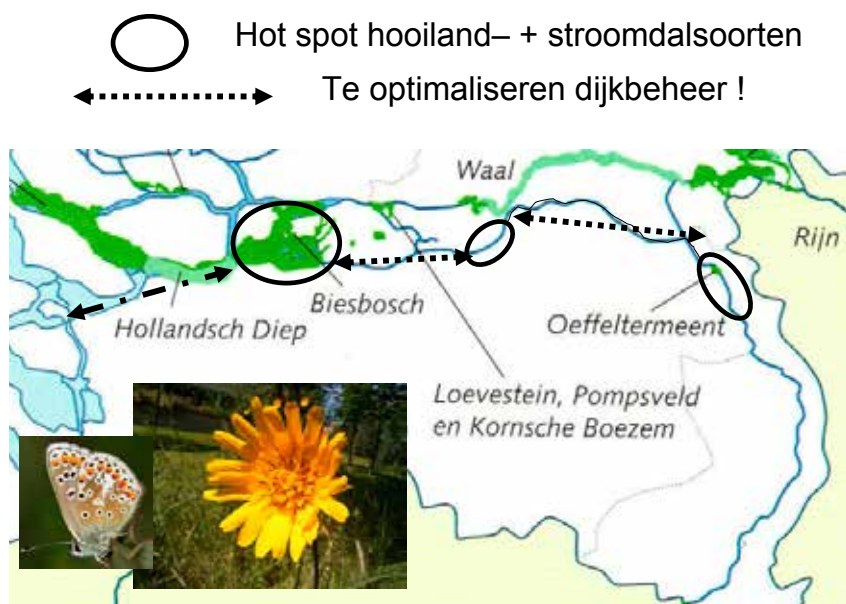 Hot spot hooiland– + stroomdalsoorten
Te optimaliseren dijkbeheer !
Waal
Rijn
Biesbosch
Hollandsch Diep
Oeffeltermeent
Loevestein, Pompsveld
en Kornsche Boezem